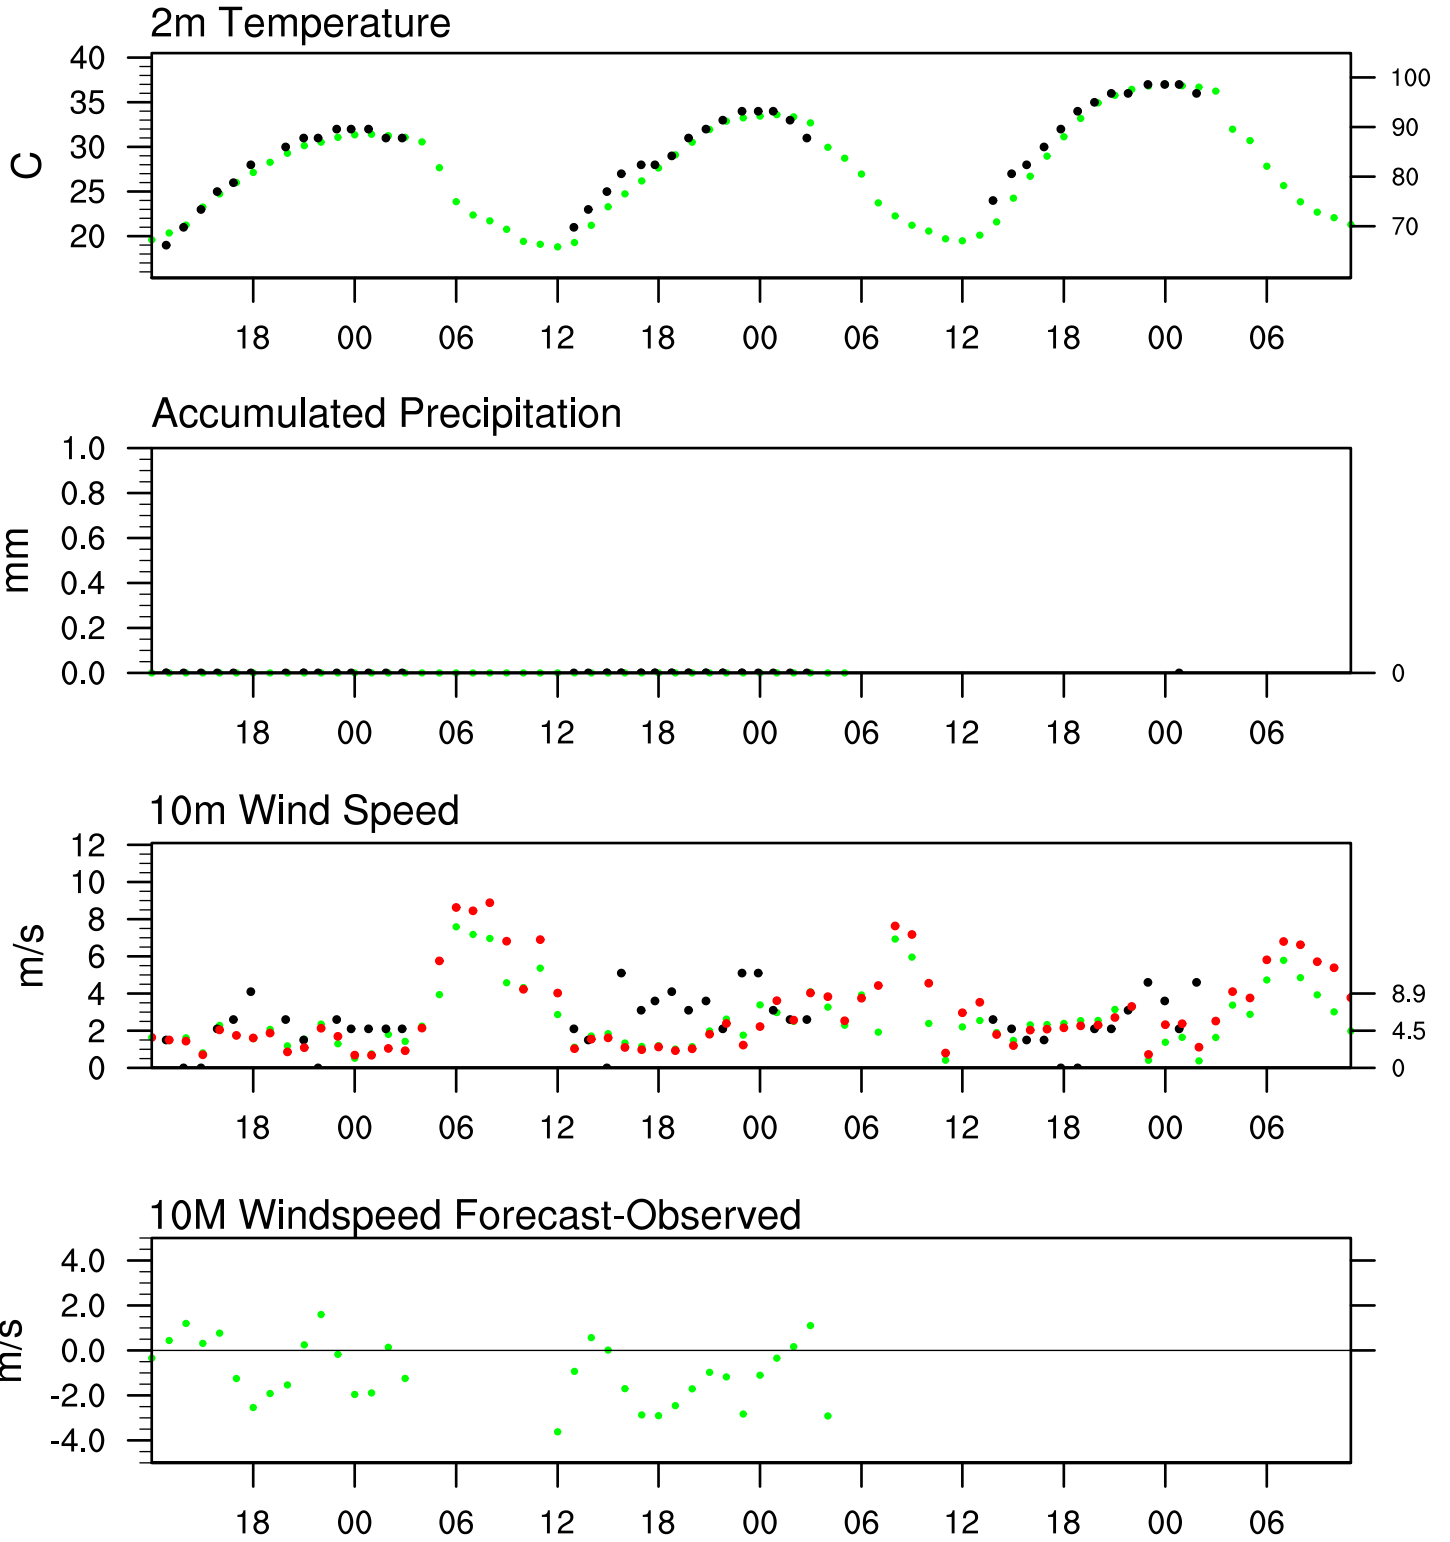 2m Temperature
40
35
30
25
20
C
100
90
80
70
18 00 06 12 18 00 06 12 18 00 06
Accumulated Precipitation
1.0
0.8
0.6
0.4
0.2
0.0
mm
0
18 00 06 12 18 00 06 12 18 00 06
10m Wind Speed
12
10
8
6
4
2
0
m/s
8.9
4.5
0
18 00 06 12 18 00 06 12 18 00 06
10M Windspeed Forecast-Observed
4.0
2.0
0.0
-2.0
-4.0
m/s
18 00 06 12 18 00 06 12 18 00 06